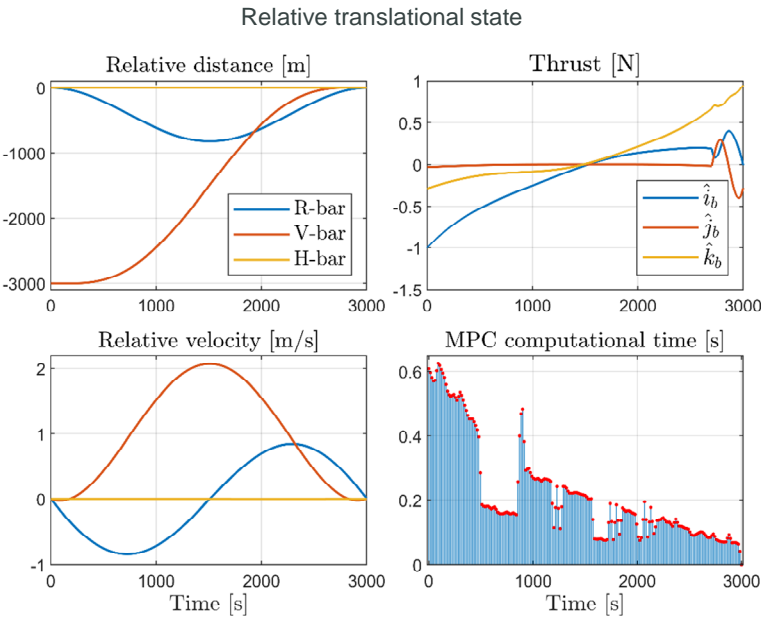 Relative translational state
Relative distance [m]
0
-1000
-2000
-3000
0 1000 2000 3000
R-bar
V-bar
H-bar
Thrust [N]
1
0.5
0
-0.5
-1
-1.5
0 1000 2000 3000
î_b
ĵ_b
k̂_b
Relative velocity [m/s]
2
1
0
-1
0 1000 2000 3000
Time [s]
MPC computational time [s]
0.6
0.4
0.2
0
0 1000 2000 3000
Time [s]